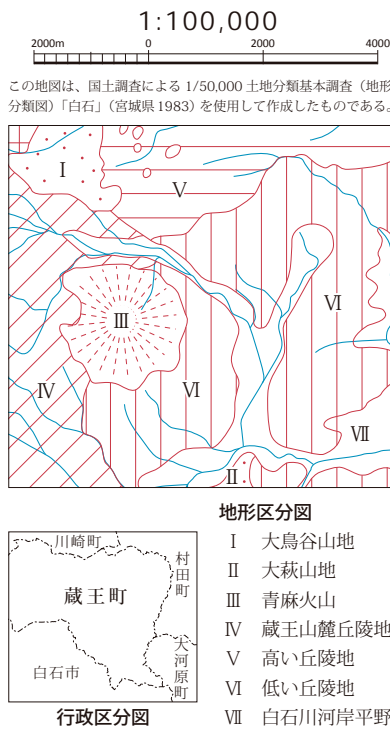 1:100,000
2000m 0 2000 4000
この地図は、国土調査による 1/50,000 土地分類基本調査（地形
分類図）「白石」（宮城県 1983）を使用して作成したものである。
Ⅰ
Ⅴ
Ⅲ
Ⅵ
Ⅳ
Ⅵ
Ⅶ
Ⅱ
地形区分図
Ⅰ 大鳥谷山地
Ⅱ 大萩山地
Ⅲ 青麻火山
Ⅳ 蔵王山麓丘陵地
Ⅴ 高い丘陵地
Ⅵ 低い丘陵地
Ⅶ 白石川河岸平野
川崎町
村田町
蔵王町
大河原町
白石市
行政区分図